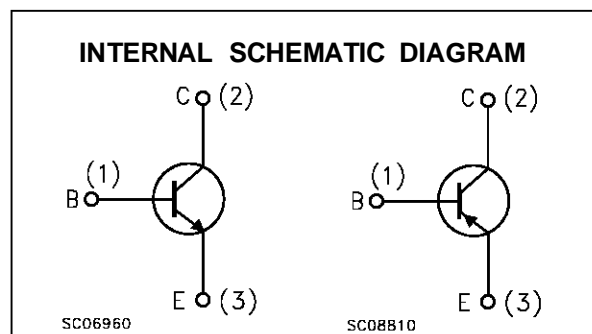 INTERNAL SCHEMATIC DIAGRAM
C (2)
C (2)
(1)
(1)
B
B
E (3)
E (3)
SC06960
SC08810